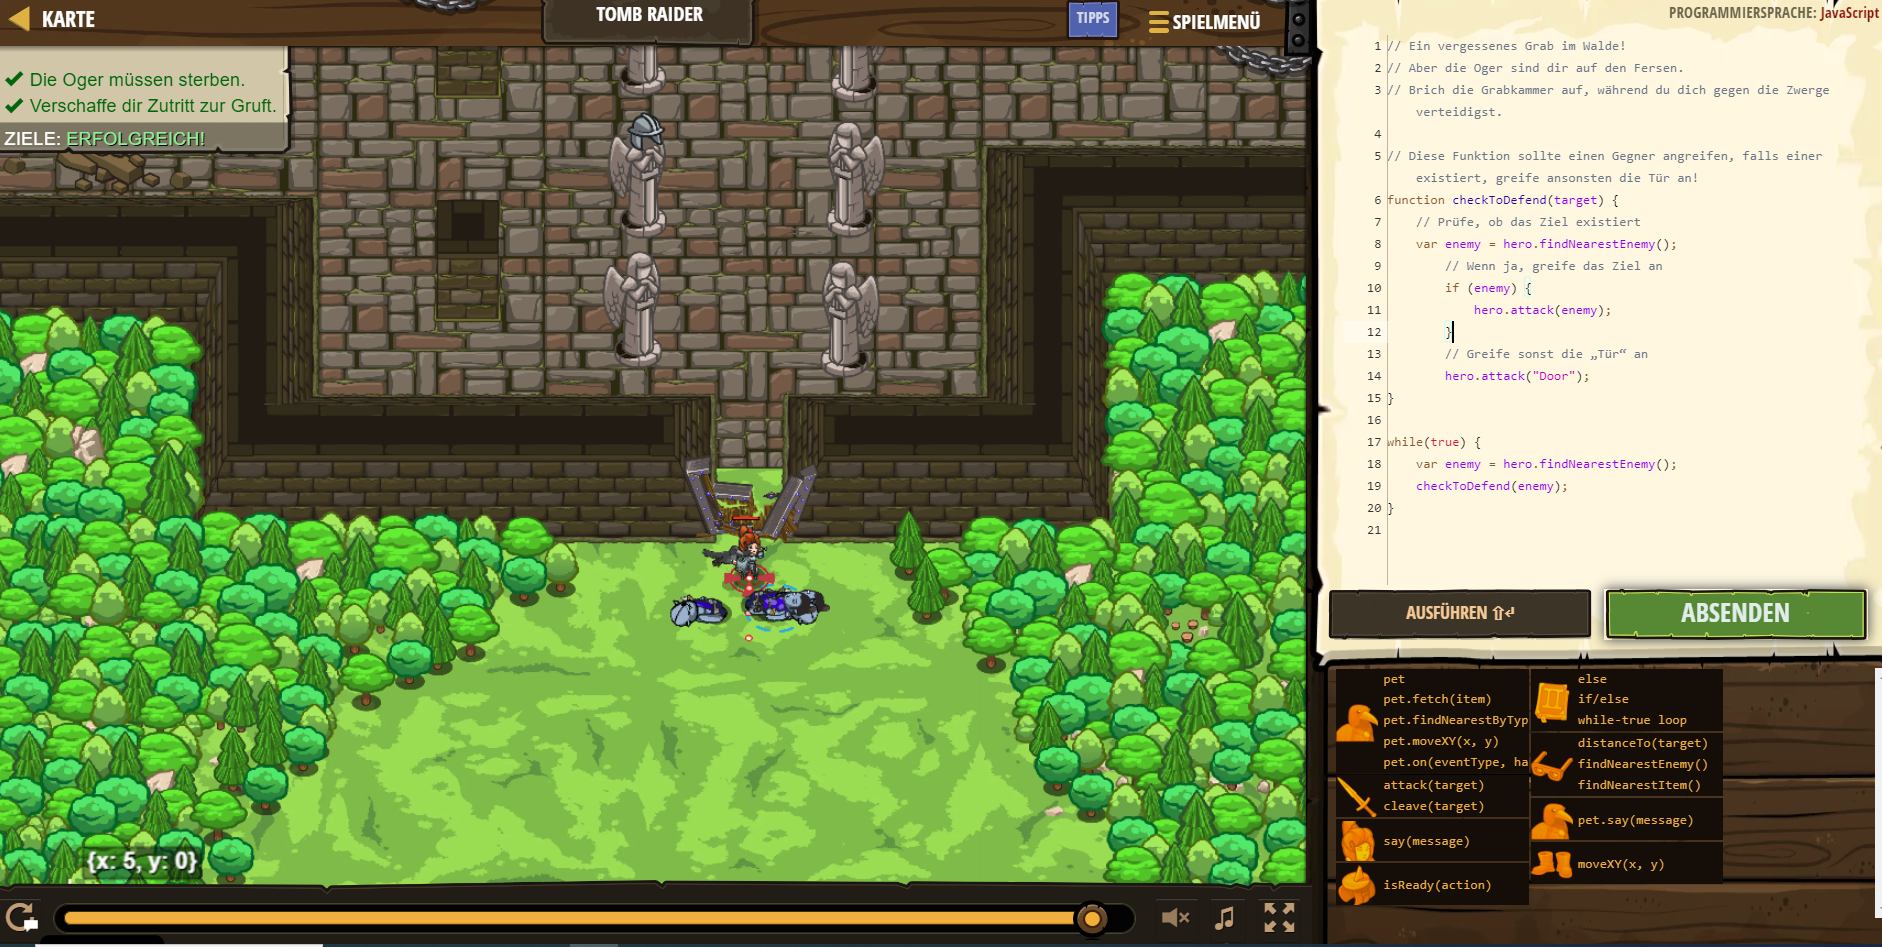 KARTE
TOMB RAIDER
TIPPS
SPIELMENÜ
PROGRAMMIERSPRACHE: JavaScript
Die Oger müssen sterben.
Verschaffe dir Zutritt zur Gruft.
ZIELE: ERFOLGREICH!
1 // Ein vergessenes Grab im Walde!
2 // Aber die Oger sind dir auf den Fersen.
3 // Brich die Grabkammer auf, während du dich gegen die Zwerge
verteidigst.
4
5 // Diese Funktion sollte einen Gegner angreifen, falls einer
existiert, greife ansonsten die Tür an!
6 function checkToDefend(target) {
7 // Prüfe, ob das Ziel existiert
8 var enemy = hero.findNearestEnemy();
9 // Wenn ja, greife das Ziel an
10 if (enemy) {
11 hero.attack(enemy);
12 }
13 // Greife sonst die „Tür“ an
14 hero.attack("Door");
15 }
16
17 while(true) {
18 var enemy = hero.findNearestEnemy();
19 checkToDefend(enemy);
20 }
21
AUSFÜHREN ⇧↵
ABSENDEN
pet
pet.fetch(item)
pet.findNearestByTyp
pet.moveXY(x, y)
pet.on(eventType, ha
attack(target)
cleave(target)
say(message)
isReady(action)
else
if/else
while-true loop
distanceTo(target)
findNearestEnemy()
findNearestItem()
pet.say(message)
moveXY(x, y)
{x: 5, y: 0}